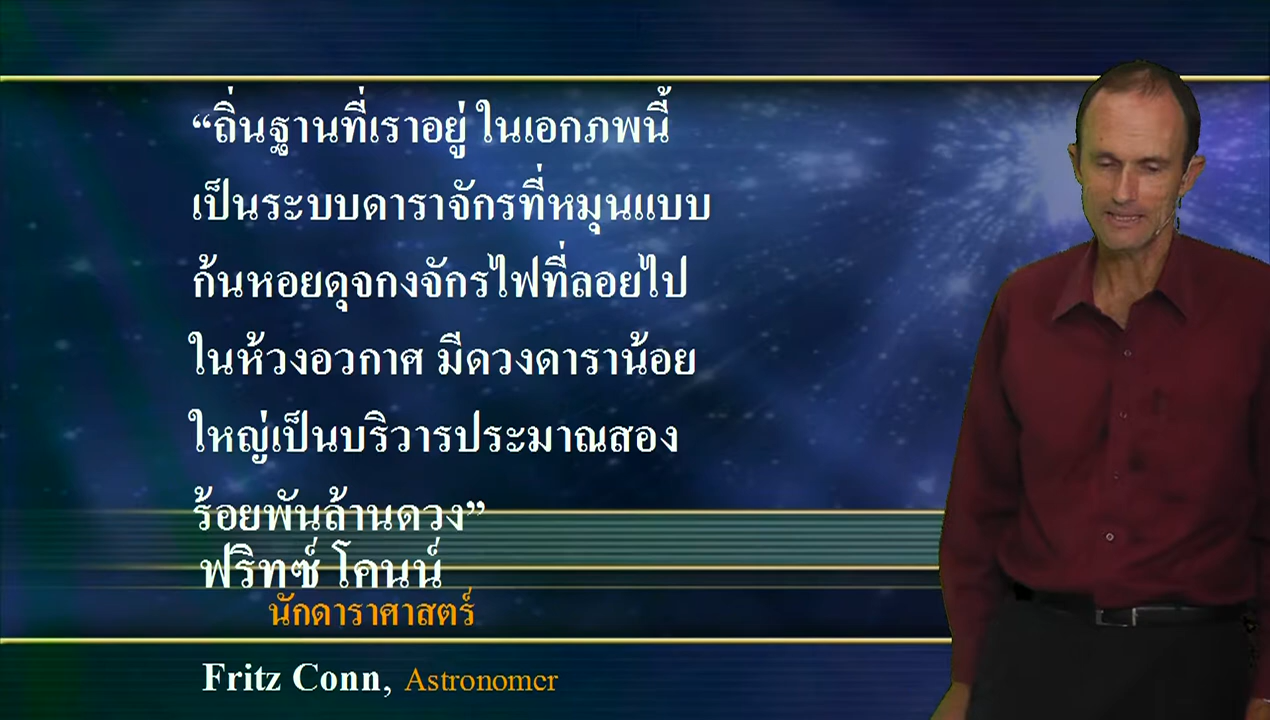 “ถิ่นฐานที่เราอยู่ ในเอกภพนี้
เป็นระบบดาราจักรที่หมุนแบบ
ก้นหอยดุจกงจักรไฟที่ลอยไป
ในห้วงอวกาศ มีดวงดาราน้อย
ใหญ่เป็นบริวารประมาณสอง
ร้อยพันล้านดวง”
ฟริทซ์ โคนน์
นักดาราศาสตร์
Fritz Conn, Astronomer